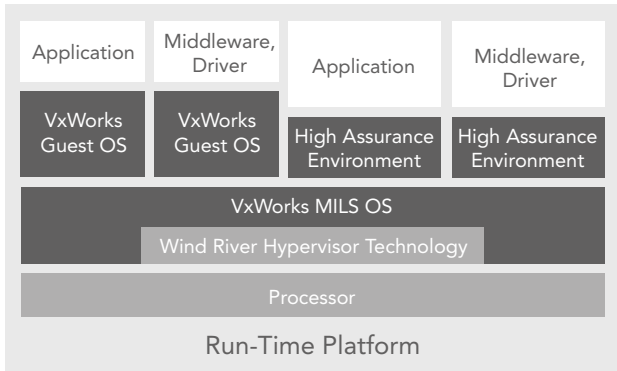 Application
Middleware,
Driver
Application
Middleware,
Driver
VxWorks
Guest OS
VxWorks
Guest OS
High Assurance
Environment
High Assurance
Environment
VxWorks MILS OS
Wind River Hypervisor Technology
Processor
Run-Time Platform